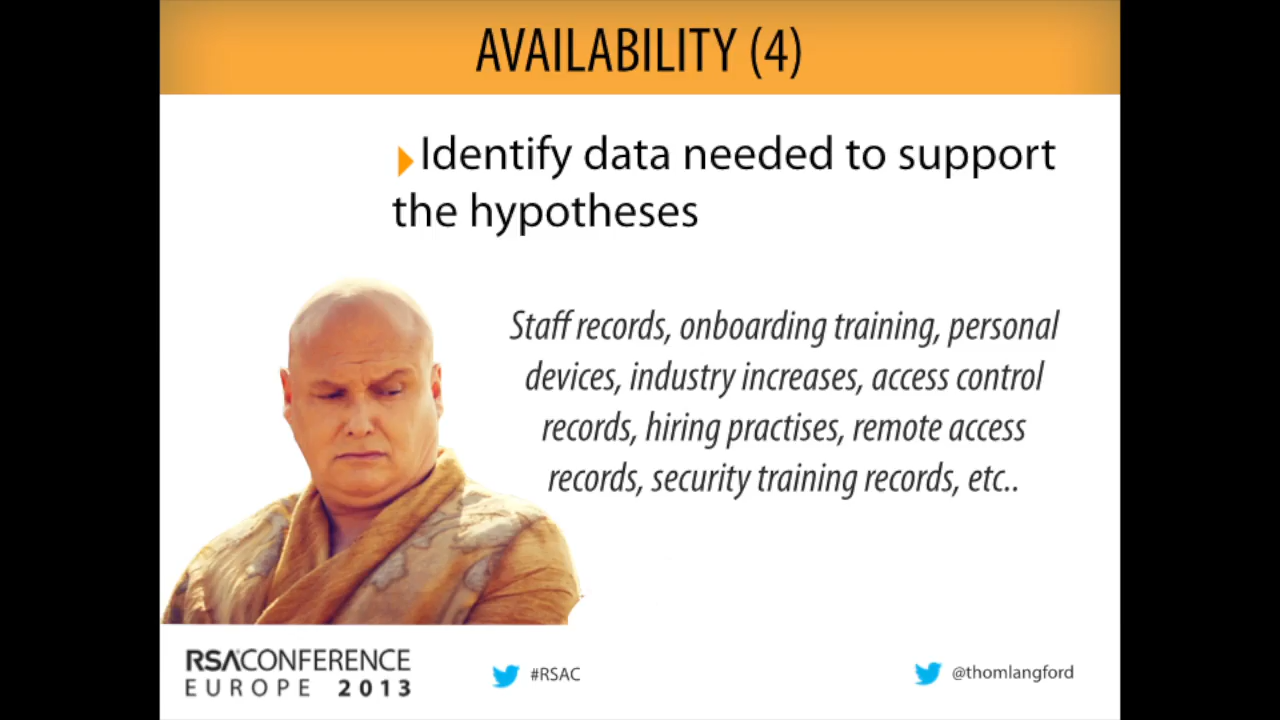 AVAILABILITY (4)
Identify data needed to support
the hypotheses
Staff records, onboarding training, personal
devices, industry increases, access control
records, hiring practises, remote access
records, security training records, etc..
RSACONFERENCE
EUROPE 2013
#RSAC
@thomlangford